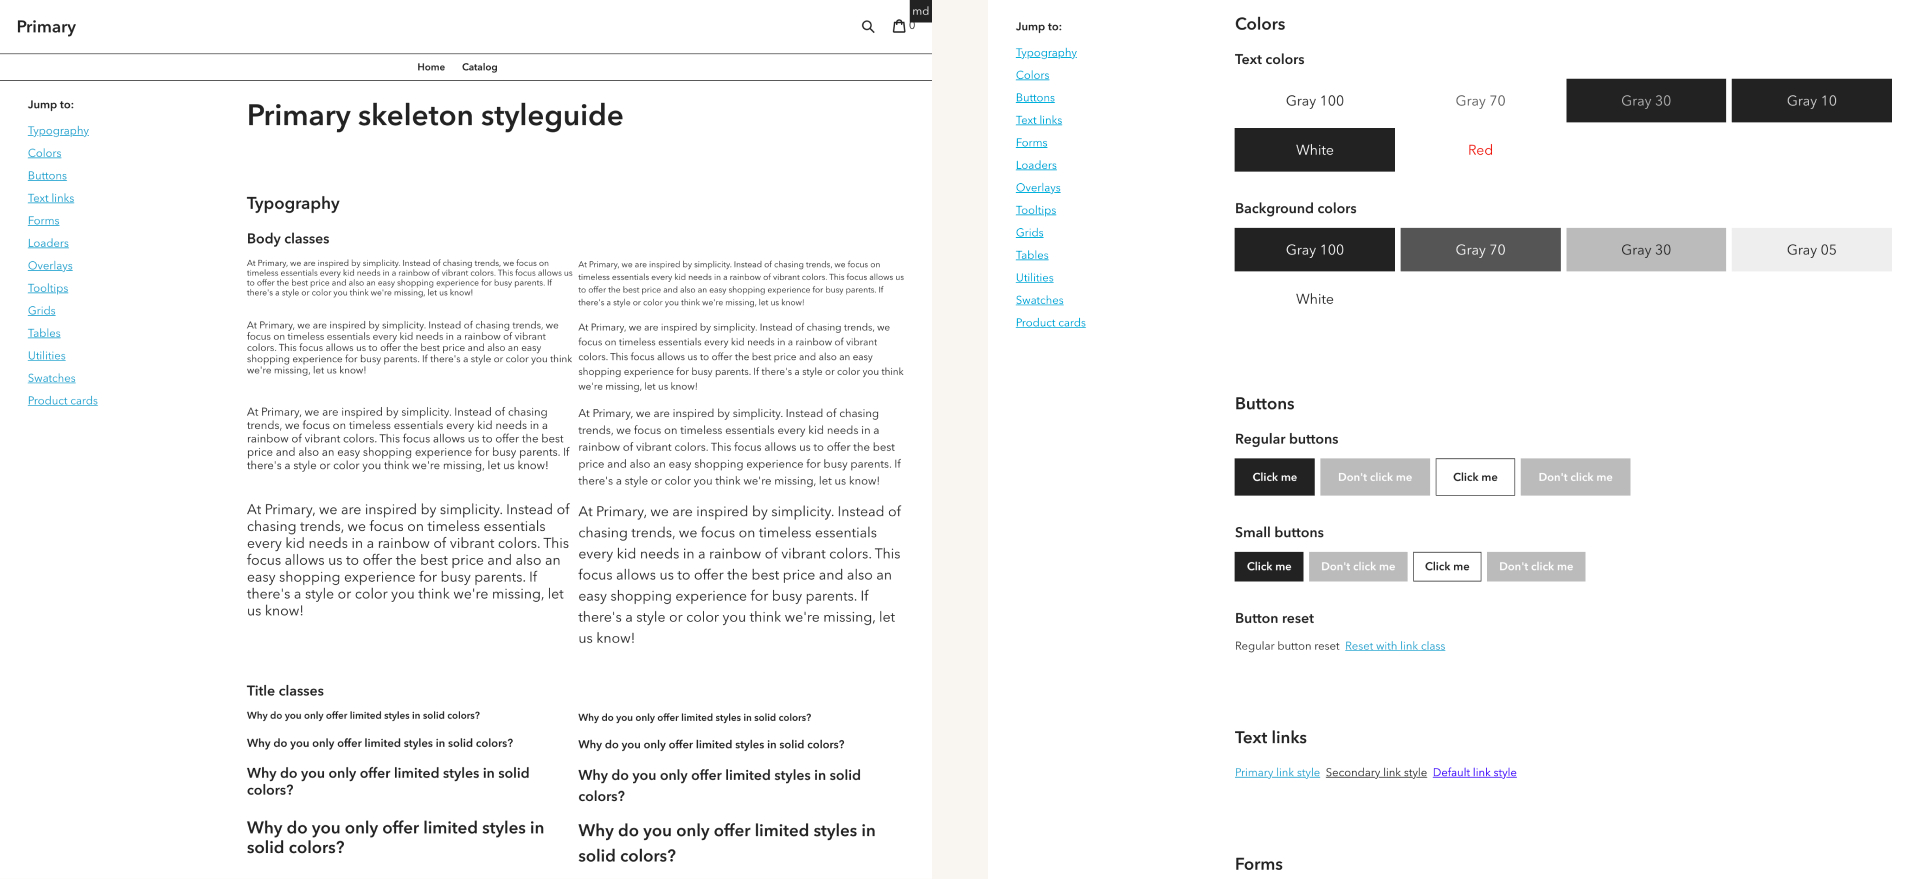 Primary
md
0
Home Catalog
Jump to:
Typography
Colors
Buttons
Text links
Forms
Loaders
Overlays
Tooltips
Grids
Tables
Utilities
Swatches
Product cards
Primary skeleton styleguide
Typography
Body classes
At Primary, we are inspired by simplicity. Instead of chasing trends, we focus on
timeless essentials every kid needs in a rainbow of vibrant colors. This focus allows us
to offer the best price and also an easy shopping experience for busy parents. If
there's a style or color you think we're missing, let us know!
At Primary, we are inspired by simplicity. Instead of chasing trends, we focus on
timeless essentials every kid needs in a rainbow of vibrant colors. This focus allows us
to offer the best price and also an easy shopping experience for busy parents. If
there's a style or color you think we're missing, let us know!
At Primary, we are inspired by simplicity. Instead of chasing trends, we
focus on timeless essentials every kid needs in a rainbow of vibrant
colors. This focus allows us to offer the best price and also an easy
shopping experience for busy parents. If there's a style or color you think
we're missing, let us know!
At Primary, we are inspired by simplicity. Instead of chasing trends, we
focus on timeless essentials every kid needs in a rainbow of vibrant
colors. This focus allows us to offer the best price and also an easy
shopping experience for busy parents. If there's a style or color you think
we're missing, let us know!
At Primary, we are inspired by simplicity. Instead of chasing
trends, we focus on timeless essentials every kid needs in a
rainbow of vibrant colors. This focus allows us to offer the best
price and also an easy shopping experience for busy parents. If
there's a style or color you think we're missing, let us know!
At Primary, we are inspired by simplicity. Instead of chasing
trends, we focus on timeless essentials every kid needs in a
rainbow of vibrant colors. This focus allows us to offer the best
price and also an easy shopping experience for busy parents. If
there's a style or color you think we're missing, let us know!
At Primary, we are inspired by simplicity. Instead of
chasing trends, we focus on timeless essentials
every kid needs in a rainbow of vibrant colors. This
focus allows us to offer the best price and also an
easy shopping experience for busy parents. If
there's a style or color you think we're missing, let
us know!
At Primary, we are inspired by simplicity. Instead of
chasing trends, we focus on timeless essentials
every kid needs in a rainbow of vibrant colors. This
focus allows us to offer the best price and also an
easy shopping experience for busy parents. If
there's a style or color you think we're missing, let
us know!
Title classes
Why do you only offer limited styles in solid colors?
Why do you only offer limited styles in solid colors?
Why do you only offer limited styles in solid colors?
Why do you only offer limited styles in solid colors?
Why do you only offer limited styles in solid
colors?
Why do you only offer limited styles in solid
colors?
Why do you only offer limited styles in
solid colors?
Why do you only offer limited styles in
solid colors?
Jump to:
Typography
Colors
Buttons
Text links
Forms
Loaders
Overlays
Tooltips
Grids
Tables
Utilities
Swatches
Product cards
Colors
Text colors
Gray 100 Gray 70 Gray 30 Gray 10
White Red
Background colors
Gray 100 Gray 70 Gray 30 Gray 05
White
Buttons
Regular buttons
Click me Don't click me Click me Don't click me
Small buttons
Click me Don't click me Click me Don't click me
Button reset
Regular button reset Reset with link class
Text links
Primary link style Secondary link style Default link style
Forms